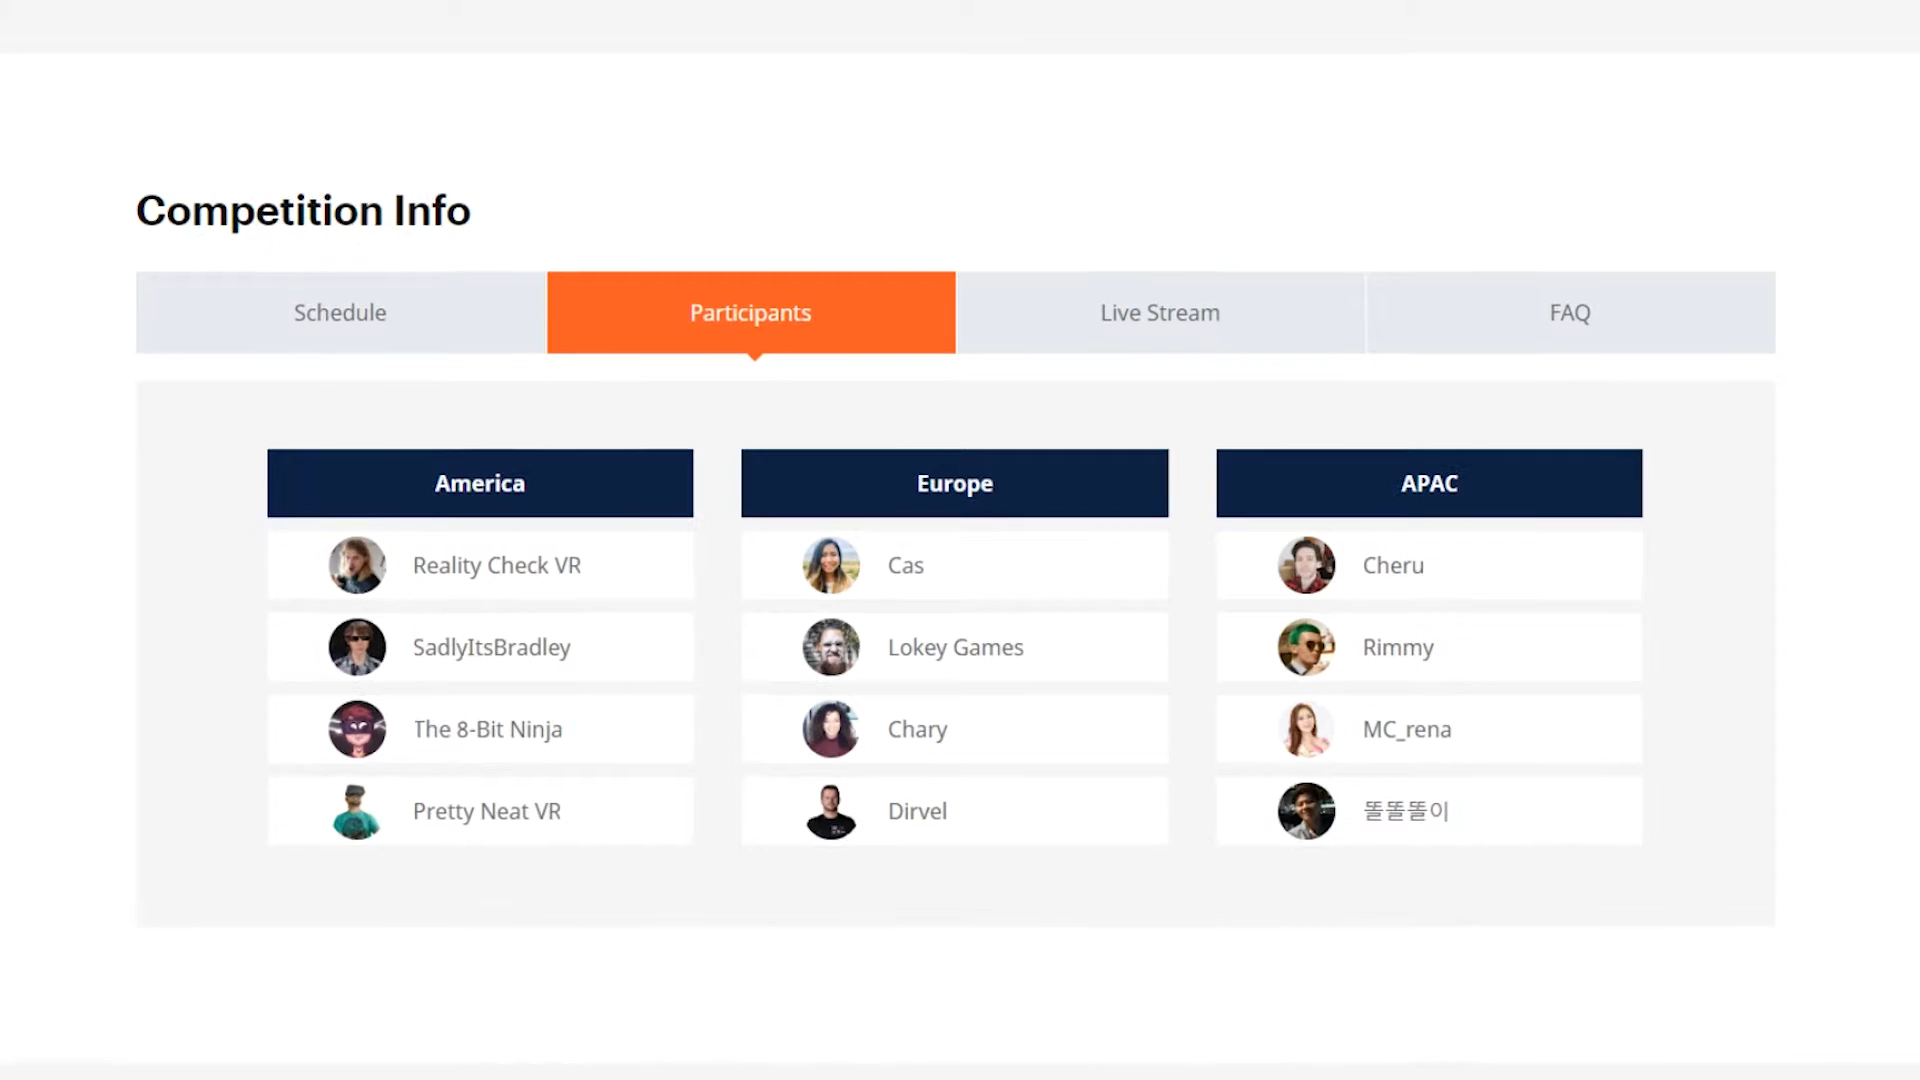 Competition Info
Schedule
Participants
Live Stream
FAQ
America
Reality Check VR
SadlyItsBradley
The 8-Bit Ninja
Pretty Neat VR
Europe
Cas
Lokey Games
Chary
Dirvel
APAC
Cheru
Rimmy
MC_rena
똘똘똘이